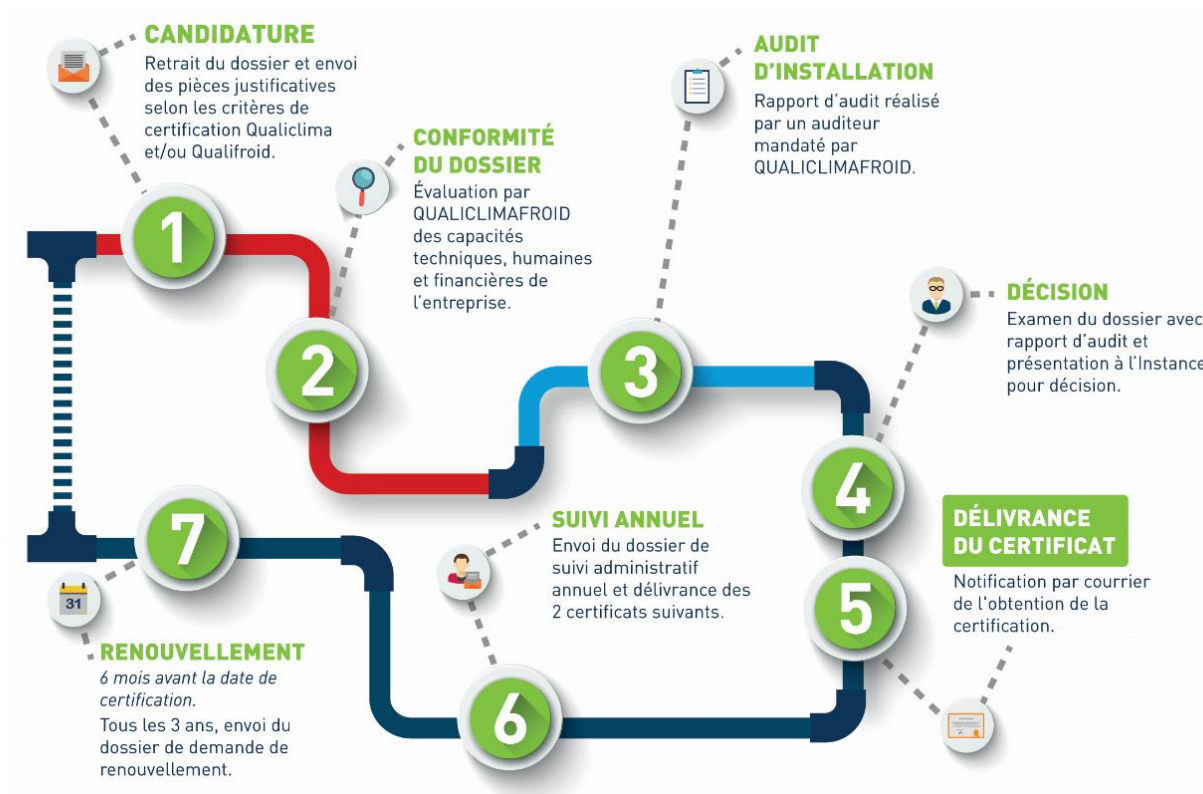 1
CANDIDATURE
Retrait du dossier et envoi
des pièces justificatives
selon les critères de
certification Qualiclima
et/ou Qualifroid.
2
CONFORMITÉ
DU DOSSIER
Évaluation par
QUALICLIMAFROID
des capacités
techniques, humaines
et financières de
l'entreprise.
3
AUDIT
D'INSTALLATION
Rapport d'audit réalisé
par un auditeur
mandaté par
QUALICLIMAFROID.
4
DÉCISION
Examen du dossier avec
rapport d'audit et
présentation à l'Instance
pour décision.
5
DÉLIVRANCE
DU CERTIFICAT
Notification par courrier
de l'obtention de la
certification.
6
SUIVI ANNUEL
Envoi du dossier de
suivi administratif
annuel et délivrance des
2 certificats suivants.
7
31
RENOUVELLEMENT
6 mois avant la date de
certification.
Tous les 3 ans, envoi du
dossier de demande de
renouvellement.